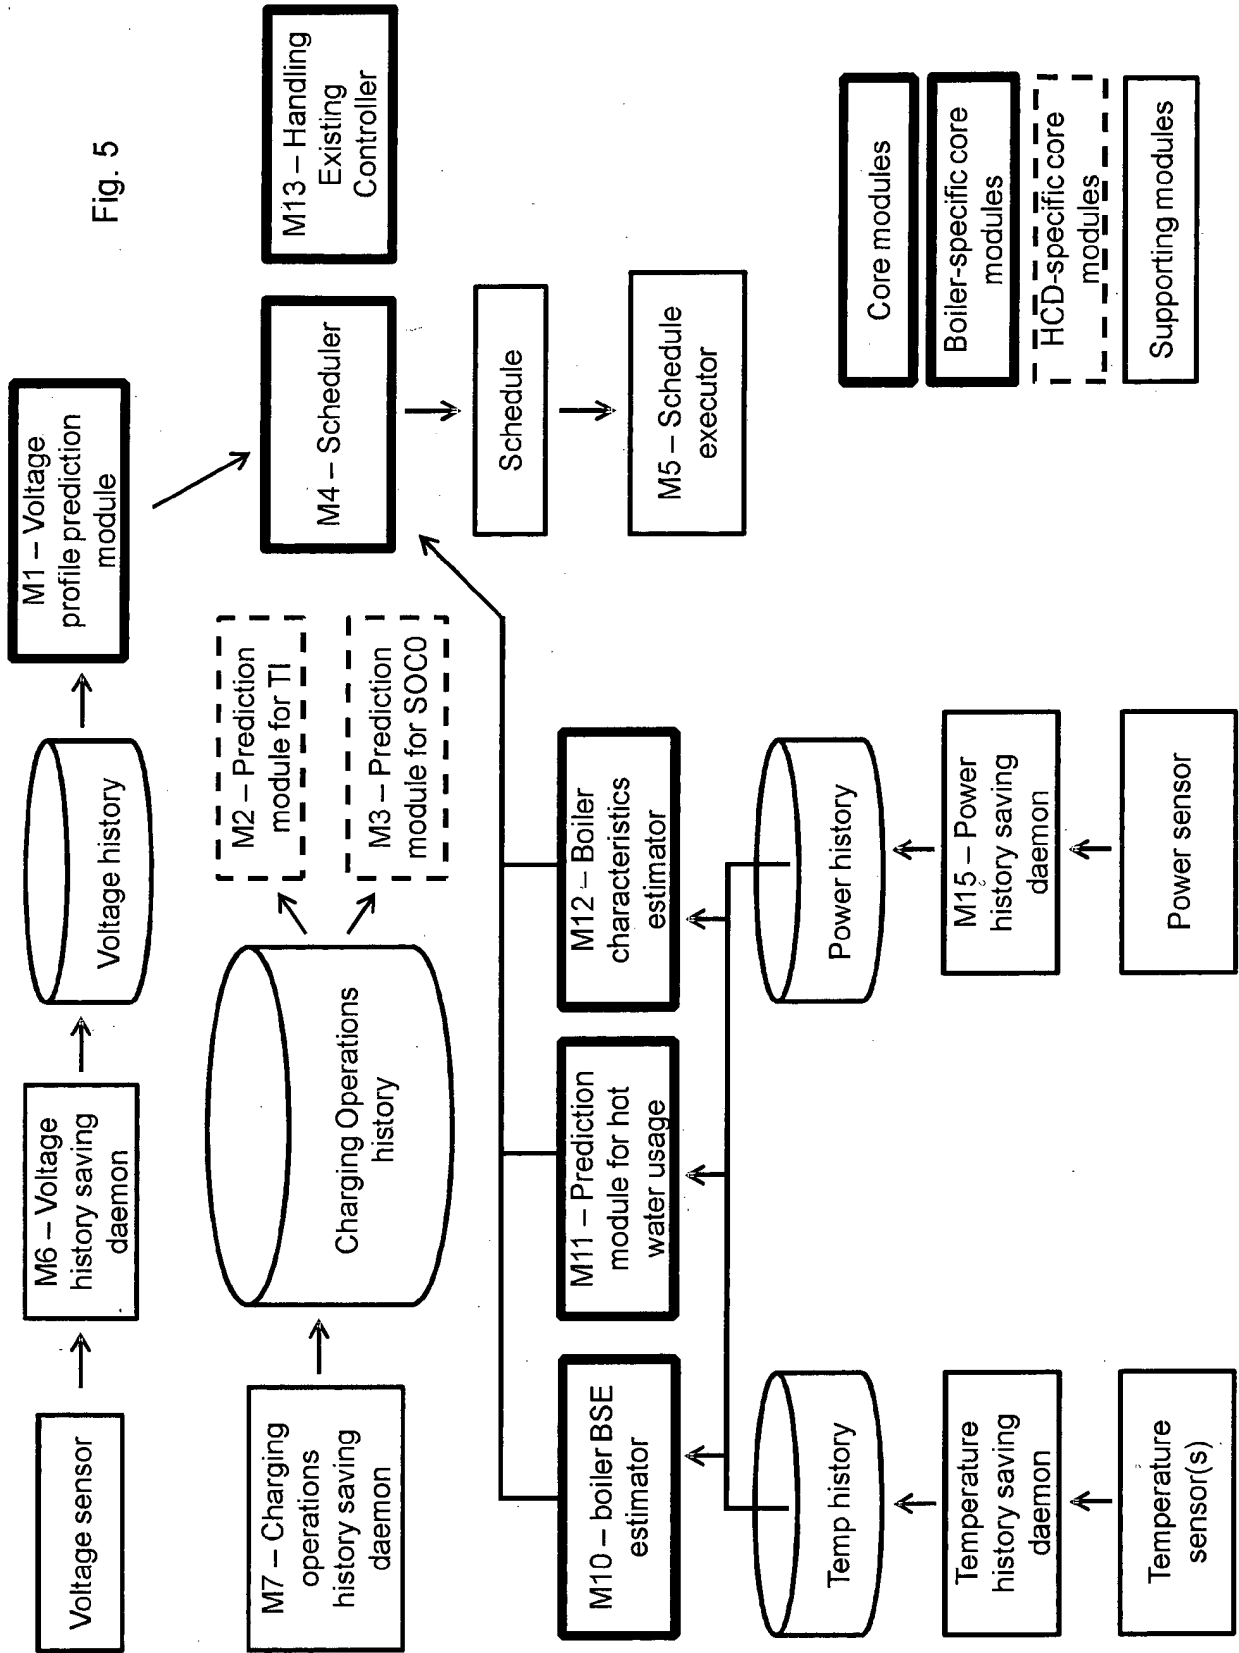 Fig. 5
Voltage sensor
M6 – Voltage
history saving
daemon
Voltage history
M1 – Voltage
profile prediction
module
M7 – Charging
operations
history saving
daemon
Charging Operations
history
M2 – Prediction
module for TI
M3 – Prediction
module for SOC0
M4 – Scheduler
M13 – Handling
Existing
Controller
Schedule
M5 – Schedule
executor
M10 – boiler BSE
estimator
M11 – Prediction
module for hot
water usage
M12 – Boiler
characteristics
estimator
Temp history
Power history
Temperature
history saving
daemon
M15 – Power
history saving
daemon
Temperature
sensor(s)
Power sensor
Core modules
Boiler-specific core
modules
HCD-specific core
modules
Supporting modules